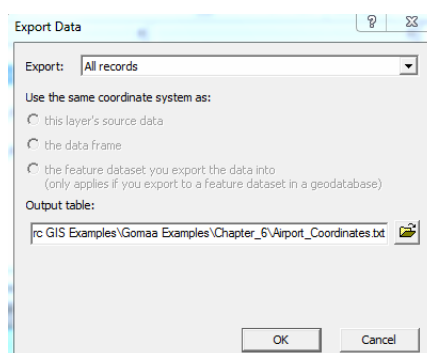 Export Data
Export: All records
Use the same coordinate system as:
this layer's source data
the data frame
the feature dataset you export the data into
(only applies if you export to a feature dataset in a geodatabase)
Output table:
rc GIS Examples\Gomaa Examples\Chapter_6\Airport_Coordinates.txt
OK Cancel